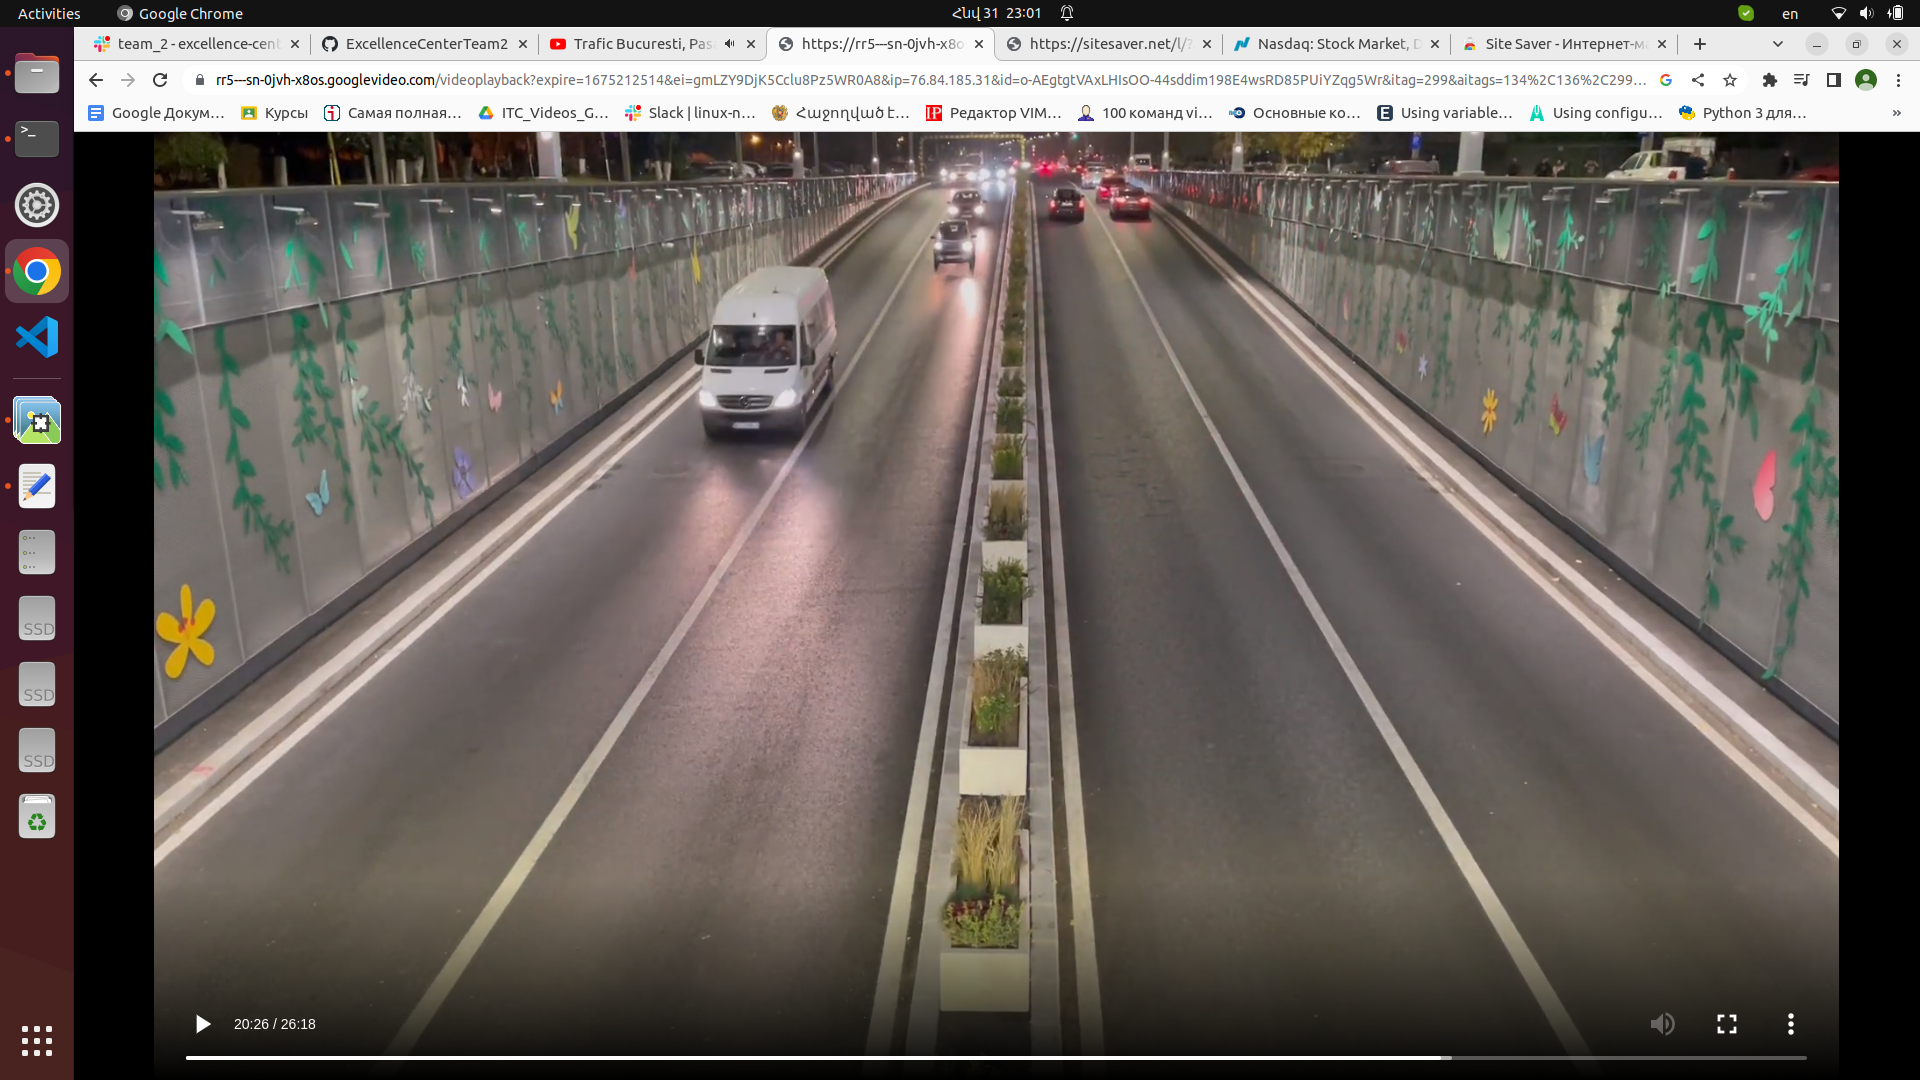 Activities
Google Chrome
Հնվ 31 23:01
en
team_2 - excellence-cent
ExcellenceCenterTeam2
Trafic Bucuresti, Pasa
https://rr5---sn-0jvh-x8o
https://sitesaver.net/l/?
Nasdaq: Stock Market, D
Site Saver - Интернет-ма
rr5---sn-0jvh-x8os.googlevideo.com/videoplayback?expire=1675212514&ei=gmLZY9DjK5Cclu8Pz5WR0A8&ip=76.84.185.31&id=o-AEgtgtVAxLHIsOO-44sddim198E4wsRD85PUiYZqg5Wr&itag=299&aitags=134%2C136%2C299...
Google Докум...
Курсы
Самая полная...
ITC_Videos_G...
Slack | linux-n...
Հաջողված է...
Редактор VIM...
100 команд vi...
Основные ко...
Using variable...
Using configu...
Python 3 для...
»
>_
SSD
SSD
SSD
20:26 / 26:18